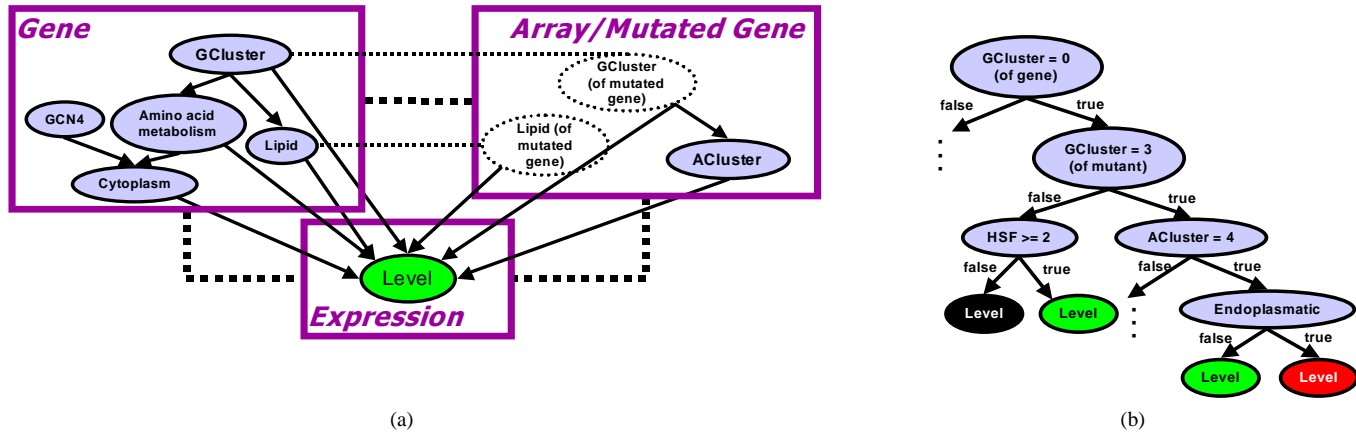 Gene
GCluster
GCN4
Amino acid
metabolism
Lipid
Cytoplasm
Array/Mutated Gene
GCluster
(of mutated
gene)
Lipid (of
mutated
gene)
ACluster
Level
Expression
(a)
GCluster = 0
(of gene)
false
true
GCluster = 3
(of mutant)
false
true
HSF >= 2
ACluster = 4
false
true
false
true
Level
Level
Endoplasmatic
false
true
Level
Level
(b)